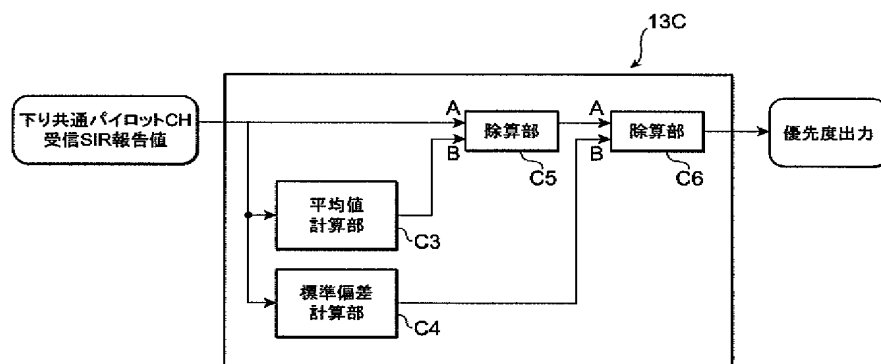 13C
下り共通パイロットCH
受信SIR報告値
A
B
除算部
C5
A
B
除算部
C6
優先度出力
平均値
計算部
C3
標準偏差
計算部
C4